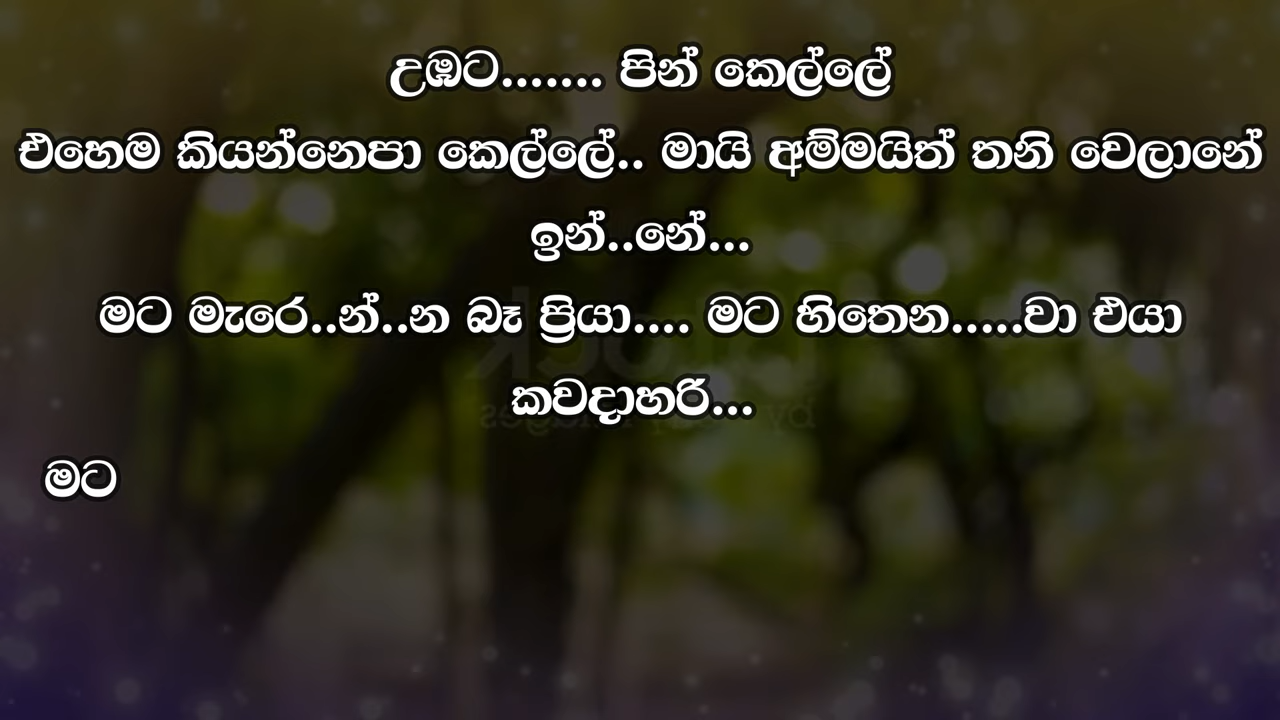 උඹට....... පින් කෙල්ලේ
එහෙම කියන්නෙපා කෙල්ලේ.. මායි අම්මයිත් තනි වෙලානේ
ඉන්..නේ...
මට මැරෙ..න්..න බෑ ප්‍රියා.... මට හිතෙන.....වා එයා
කවදාහරි...
මට